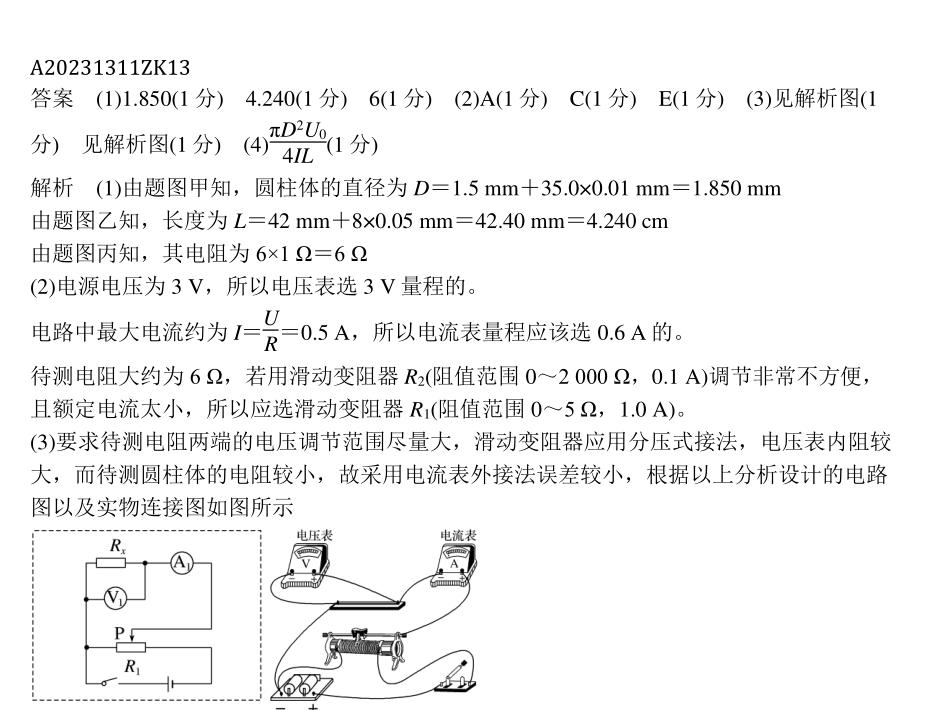 A20231311ZK13
答案 (1)1.850(1 分) 4.240(1 分) 6(1 分) (2)A(1 分) C(1 分) E(1 分) (3)见解析图(1
分) 见解析图(1 分) (4)πD²U₀/4IL(1 分)
解析 (1)由题图甲知，圆柱体的直径为 D＝1.5 mm＋35.0×0.01 mm＝1.850 mm
由题图乙知，长度为 L＝42 mm＋8×0.05 mm＝42.40 mm＝4.240 cm
由题图丙知，其电阻为 6×1 Ω＝6 Ω
(2)电源电压为 3 V，所以电压表选 3 V 量程的。
电路中最大电流约为 I＝U/R＝0.5 A，所以电流表量程应该选 0.6 A 的。
待测电阻大约为 6 Ω，若用滑动变阻器 R₂(阻值范围 0～2 000 Ω，0.1 A)调节非常不方便，
且额定电流太小，所以应选滑动变阻器 R₁(阻值范围 0～5 Ω，1.0 A)。
(3)要求待测电阻两端的电压调节范围尽量大，滑动变阻器应用分压式接法，电压表内阻较
大，而待测圆柱体的电阻较小，故采用电流表外接法误差较小，根据以上分析设计的电路
图以及实物连接图如图所示
Rₓ
A₁
V₁
P
R₁
电压表 电流表
V A
－ ＋ － ＋
－ ＋